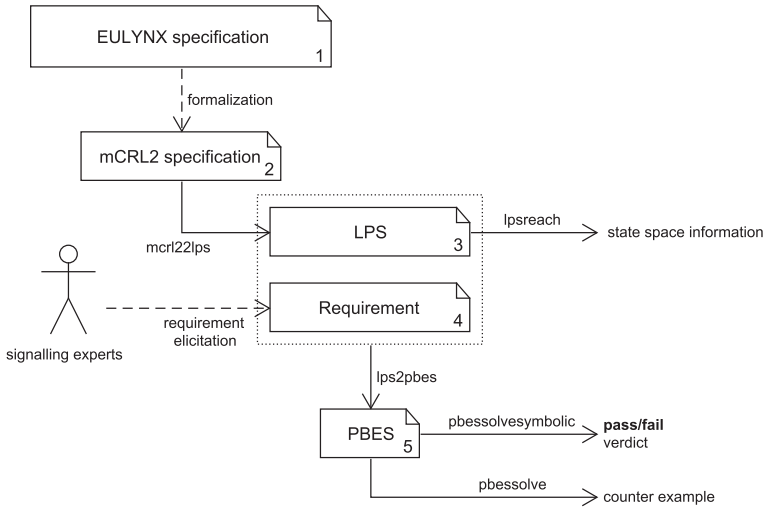 EULYNX specification
1
formalization
mCRL2 specification
2
mcrl22lps
LPS
3
lpsreach
state space information
signalling experts
requirement
elicitation
Requirement
4
lps2pbes
PBES
5
pbessolvesymbolic
pass/fail
verdict
pbessolve
counter example